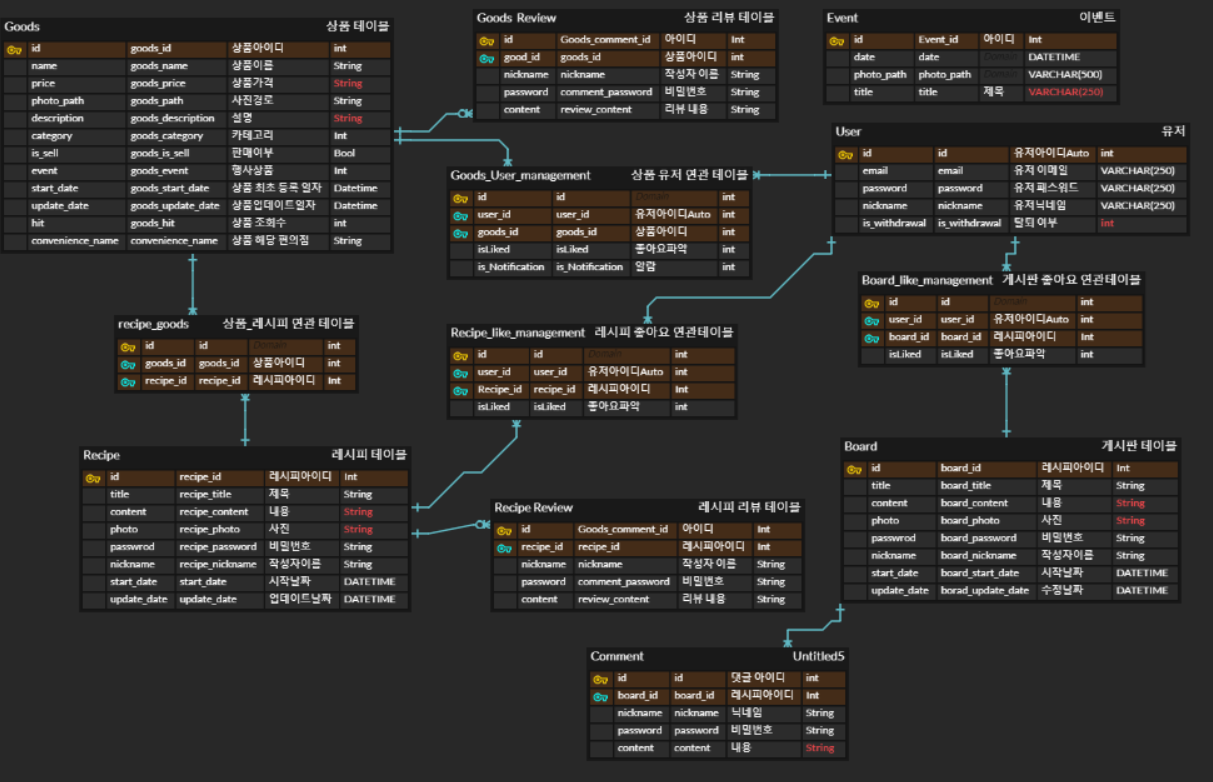 Goods 상품 테이블
id goods_id 상품아이디 int
name goods_name 상품이름 String
price goods_price 상품가격 String
photo_path goods_path 사진경로 String
description goods_description 설명 String
category goods_category 카테고리 Int
is_sell goods_is_sell 판매이부 Bool
event goods_event 행사상품 Int
start_date goods_start_date 상품 최초 등록 일자 Datetime
update_date goods_update_date 상품업데이트일자 Datetime
hit goods_hit 상품 조회수 int
convenience_name convenience_name 상품 해당 편의점 String
Goods Review 상품 리뷰 테이블
id Goods_comment_id 아이디 Int
good_id goods_id 상품아이디 int
nickname nickname 작성자 이름 String
password comment_password 비밀번호 String
content review_content 리뷰 내용 String
Event 이벤트
id Event_id 아이디 Int
date date Domain DATETIME
photo_path photo_path Domain VARCHAR(500)
title title 제목 VARCHAR(250)
User 유저
id id 유저아이디Auto int
email email 유저 이메일 VARCHAR(250)
password password 유저 패스워드 VARCHAR(250)
nickname nickname 유저닉네임 VARCHAR(250)
is_withdrawal is_withdrawal 탈퇴 이부 int
Goods_User_management 상품 유저 연관 테이블
id id Domain int
user_id user_id 유저아이디Auto int
goods_id goods_id 상품아이디 int
isLiked isLiked 좋아요파악 int
is_Notification is_Notification 알람 int
Board_like_management 게시판 좋아요 연관테이블
id id Domain int
user_id user_id 유저아이디Auto int
board_id board_id 레시피아이디 Int
isLiked isLiked 좋아요파악 int
recipe_goods 상품_레시피 연관 테이블
id id Domain int
goods_id goods_id 상품아이디 int
recipe_id recipe_id 레시피아이디 Int
Recipe_like_management 레시피 좋아요 연관테이블
id id Domain int
user_id user_id 유저아이디Auto int
Recipe_id recipe_id 레시피아이디 Int
isLiked isLiked 좋아요파악 int
Recipe 레시피 테이블
id recipe_id 레시피아이디 Int
title recipe_title 제목 String
content recipe_content 내용 String
photo recipe_photo 사진 String
passwrod recipe_password 비밀번호 String
nickname recipe_nickname 작성자이름 String
start_date start_date 시작날짜 DATETIME
update_date update_date 업데이트날짜 DATETIME
Recipe Review 레시피 리뷰 테이블
id Goods_comment_id 아이디 Int
recipe_id recipe_id 레시피아이디 Int
nickname nickname 작성자 이름 String
password comment_password 비밀번호 String
content review_content 리뷰 내용 String
Board 게시판 테이블
id board_id 레시피아이디 Int
title board_title 제목 String
content board_content 내용 String
photo board_photo 사진 String
passwrod board_password 비밀번호 String
nickname board_nickname 작성자이름 String
start_date board_start_date 시작날짜 DATETIME
update_date borad_update_date 수정날짜 DATETIME
Comment Untitled5
id id 댓글 아이디 int
board_id board_id 레시피아이디 Int
nickname nickname 닉네임 String
password password 비밀번호 String
content content 내용 String